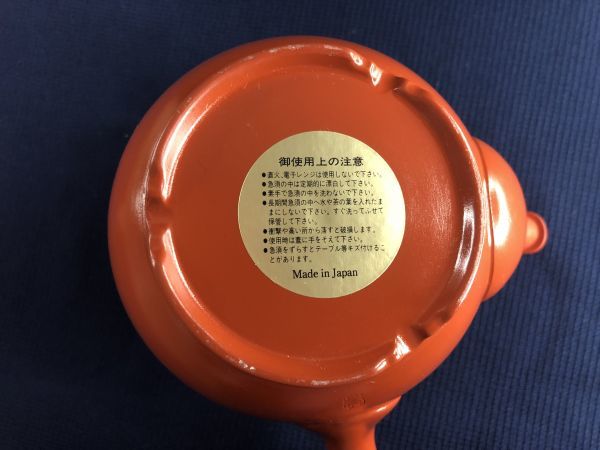 御使用上の注意
●直火、電子レンジは使用しないで下さい。
●急須の中は定期的に漂白して下さい。
●素手で急須の中を洗わないで下さい。
●長期間急須の中へ水や茶の葉を入れたま
まにしないで下さい。すぐ洗ってふせて
保管して下さい。
●衝撃や高い所から落すと破損します。
●使用時は蓋に手をそえて下さい。
●急須をずらすとテーブル等キズ付けるこ
とがあります。
Made in Japan